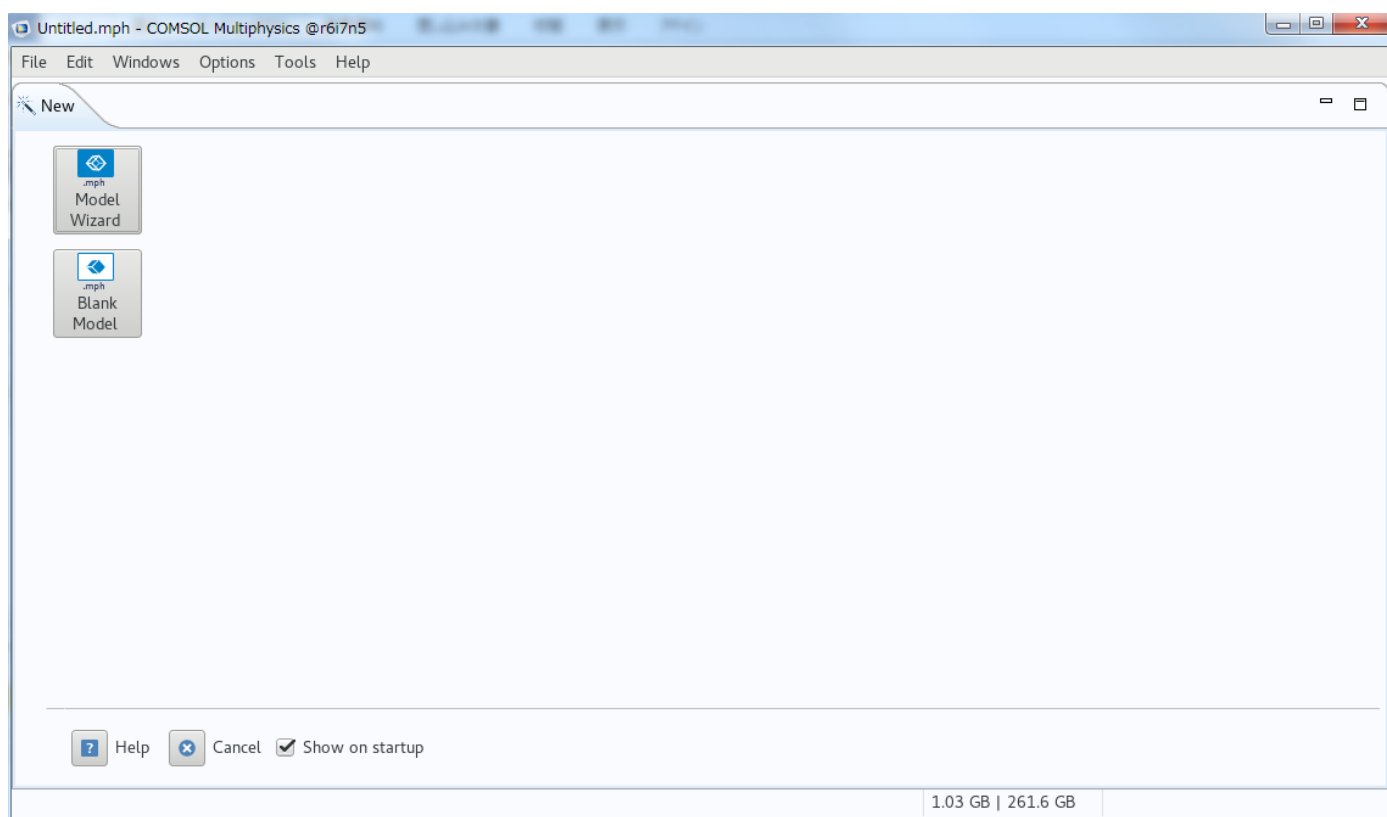 Untitled.mph - COMSOL Multiphysics @r6i7n5
File Edit Windows Options Tools Help
New
.mph
Model
Wizard
.mph
Blank
Model
? Help Cancel Show on startup
1.03 GB | 261.6 GB